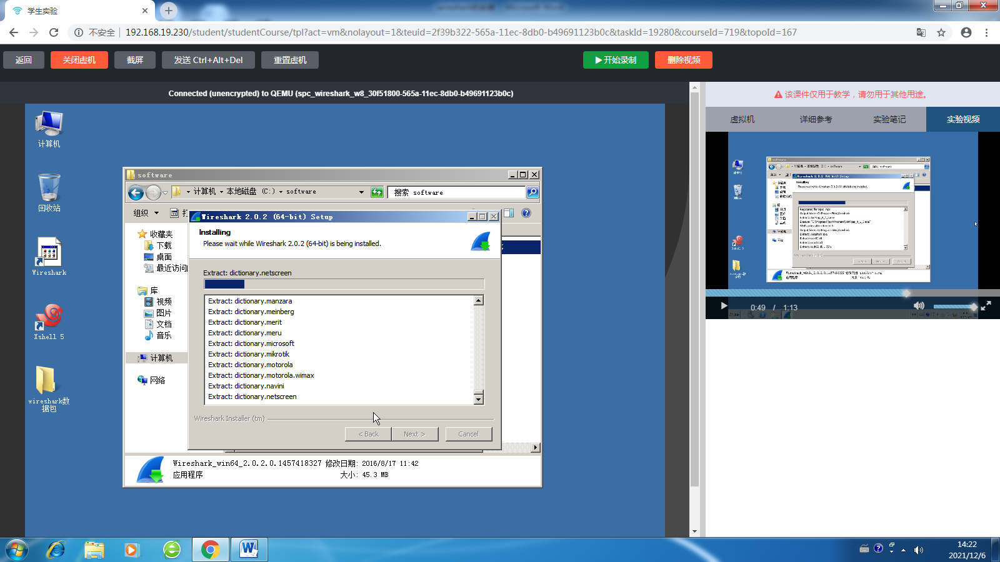 学生实验
不安全
192.168.19.230/student/studentCourse/tpl?act=vm&nolayout=1&teuid=2f39b322-565a-11ec-8db0-b49691123b0c&taskId=19280&courseId=719&topoId=167
返回 关闭虚机 截屏 发送 Ctrl+Alt+Del 重置虚机 开始录制 删除视频
Connected (unencrypted) to QEMU (spc_wireshark_w8_30f51800-565a-11ec-8db0-b49691123b0c)
该课件仅用于教学，请勿用于其他用途。
虚拟机 详细参考 实验笔记 实验视频
计算机
回收站
Wireshark
Xshell 5
wireshark数
据包
software
计算机 本地磁盘 (C:) software
搜索 software
组织
收藏夹
下载
桌面
最近访问
库
视频
图片
文档
音乐
计算机
网络
Wireshark 2.0.2 (64-bit) Setup
Installing
Please wait while Wireshark 2.0.2 (64-bit) is being installed.
Extract: dictionary.netscreen
Extract: dictionary.manzara
Extract: dictionary.meinberg
Extract: dictionary.merit
Extract: dictionary.meru
Extract: dictionary.microsoft
Extract: dictionary.mikrotik
Extract: dictionary.motorola
Extract: dictionary.motorola.wimax
Extract: dictionary.navini
Extract: dictionary.netscreen
Wireshark Installer (tm)
< Back Next > Cancel
Wireshark_win64_2.0.2.0.1457418327 修改日期: 2016/8/17 11:42
应用程序 大小: 45.3 MB
0:49 / 1:13
14:22
2021/12/6